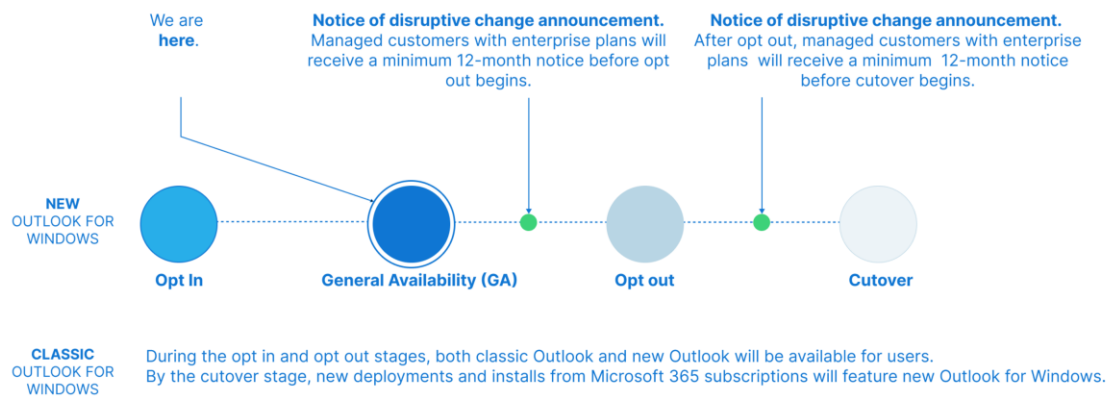 We are
here.
Notice of disruptive change announcement.
Managed customers with enterprise plans will
receive a minimum 12-month notice before opt
out begins.
Notice of disruptive change announcement.
After opt out, managed customers with enterprise
plans will receive a minimum 12-month notice
before cutover begins.
NEW
OUTLOOK FOR
WINDOWS
Opt In
General Availability (GA)
Opt out
Cutover
CLASSIC
OUTLOOK FOR
WINDOWS
During the opt in and opt out stages, both classic Outlook and new Outlook will be available for users.
By the cutover stage, new deployments and installs from Microsoft 365 subscriptions will feature new Outlook for Windows.